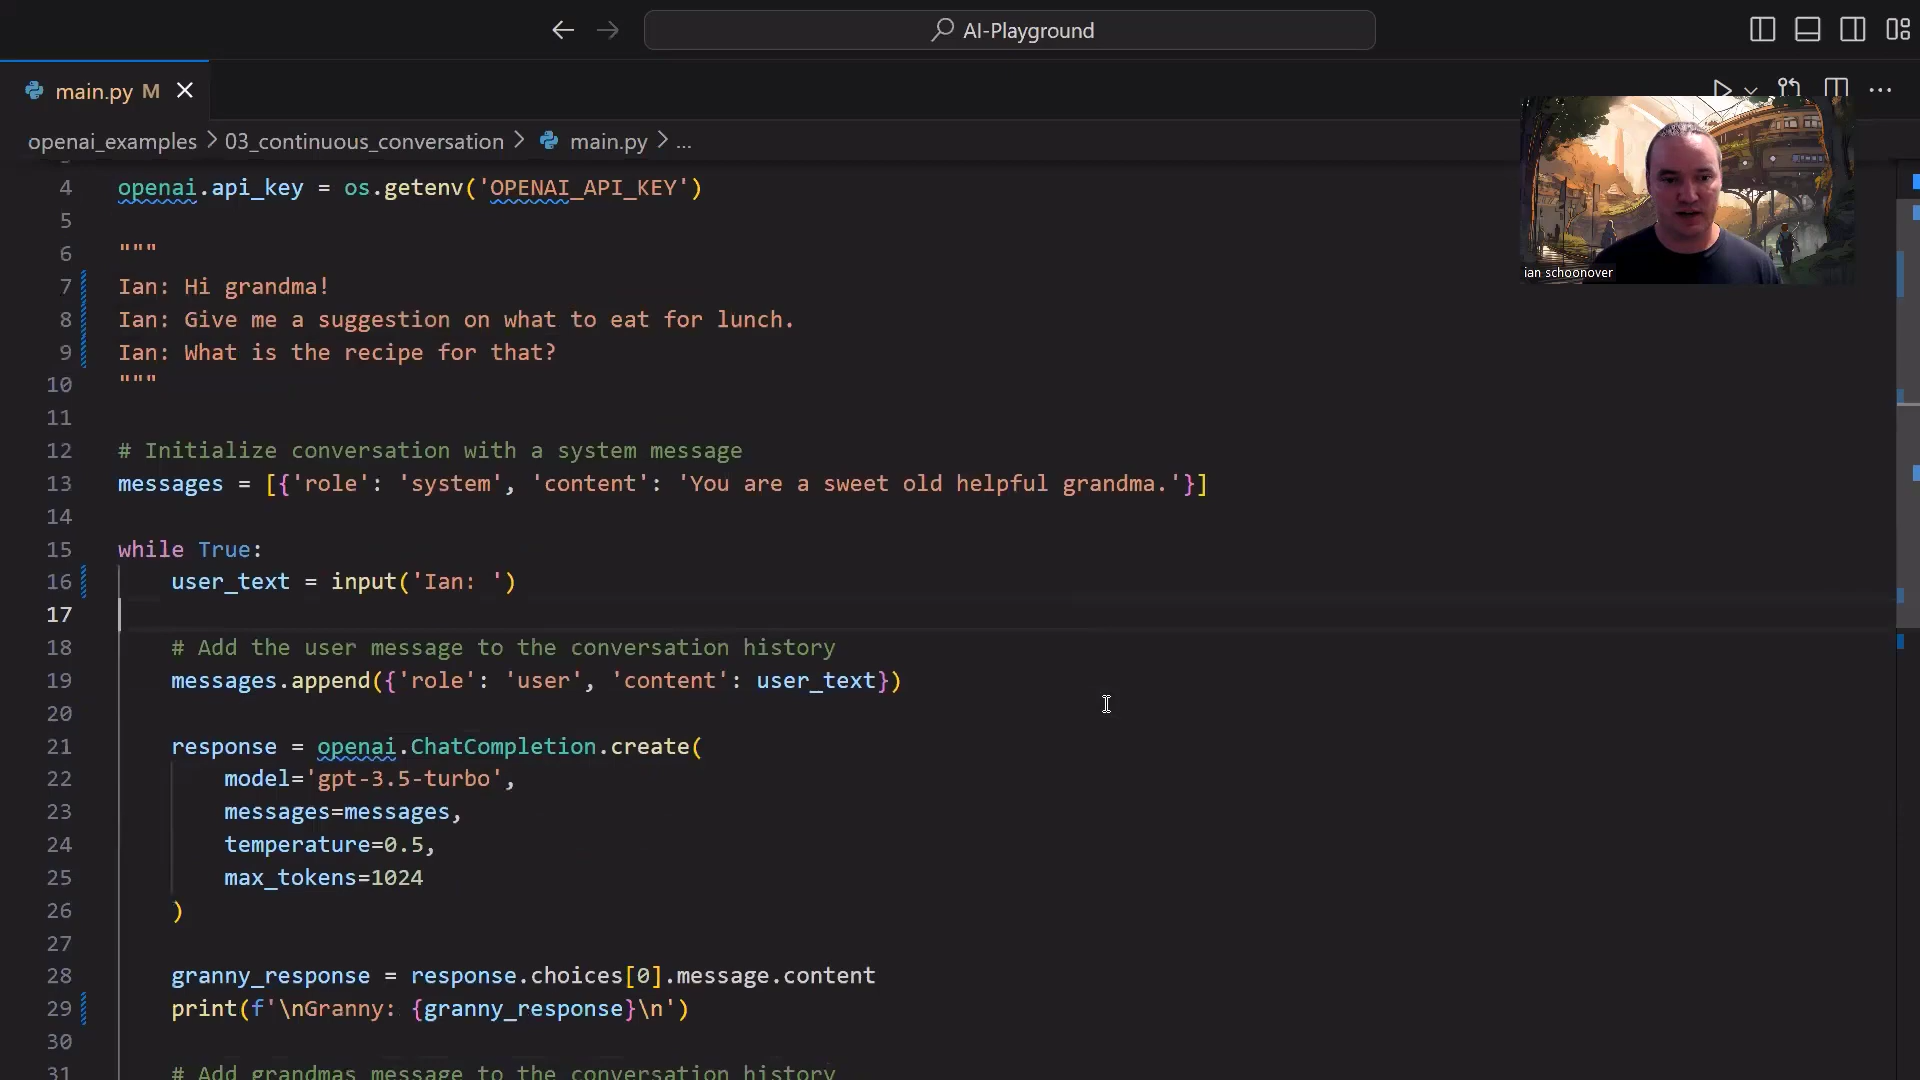 AI-Playground
main.py M
openai_examples > 03_continuous_conversation > main.py > ...
4 openai.api_key = os.getenv('OPENAI_API_KEY')
5
6 """
7 Ian: Hi grandma!
8 Ian: Give me a suggestion on what to eat for lunch.
9 Ian: What is the recipe for that?
10 """
11
12 # Initialize conversation with a system message
13 messages = [{'role': 'system', 'content': 'You are a sweet old helpful grandma.'}]
14
15 while True:
16     user_text = input('Ian: ')
17
18     # Add the user message to the conversation history
19     messages.append({'role': 'user', 'content': user_text})
20
21     response = openai.ChatCompletion.create(
22         model='gpt-3.5-turbo',
23         messages=messages,
24         temperature=0.5,
25         max_tokens=1024
26     )
27
28     granny_response = response.choices[0].message.content
29     print(f'\nGranny: {granny_response}\n')
30
31     # Add grandmas message to the conversation history
ian schoonover